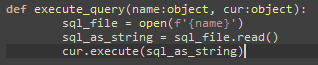 def execute_query(name:object, cur:object):
sql_file = open(f'{name}')
sql_as_string = sql_file.read()
cur.execute(sql_as_string)